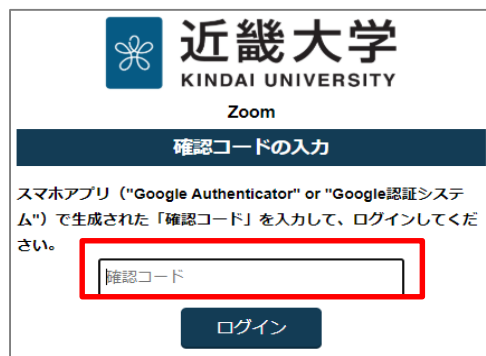 近畿大学
KINDAI UNIVERSITY
Zoom
確認コードの入力
スマホアプリ（"Google Authenticator" or "Google認証システ
ム"）で生成された「確認コード」を入力して、ログインしてくだ
さい。
確認コード
ログイン